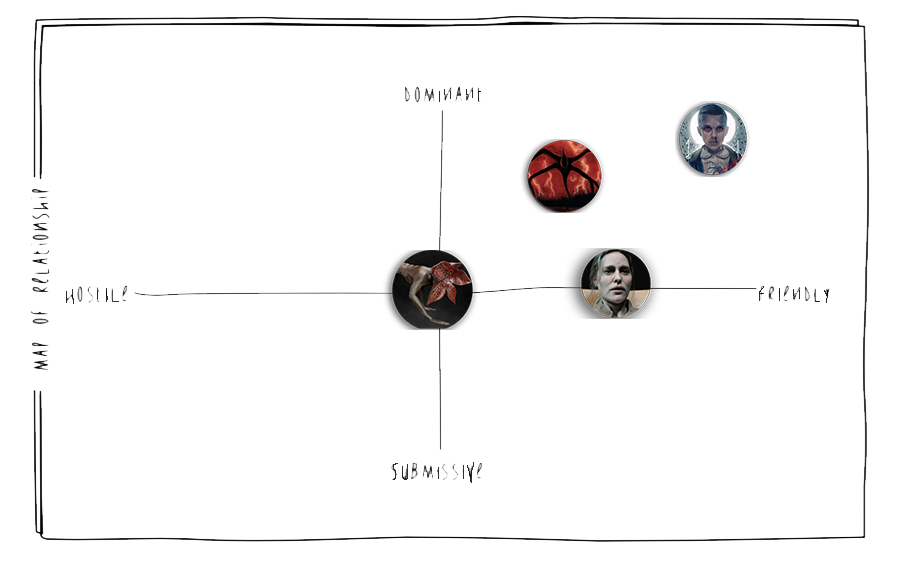 DOMINANT
MAP OF RELATIONSHIP
HOSTILE
FRIENDLY
SUBMISSIVE